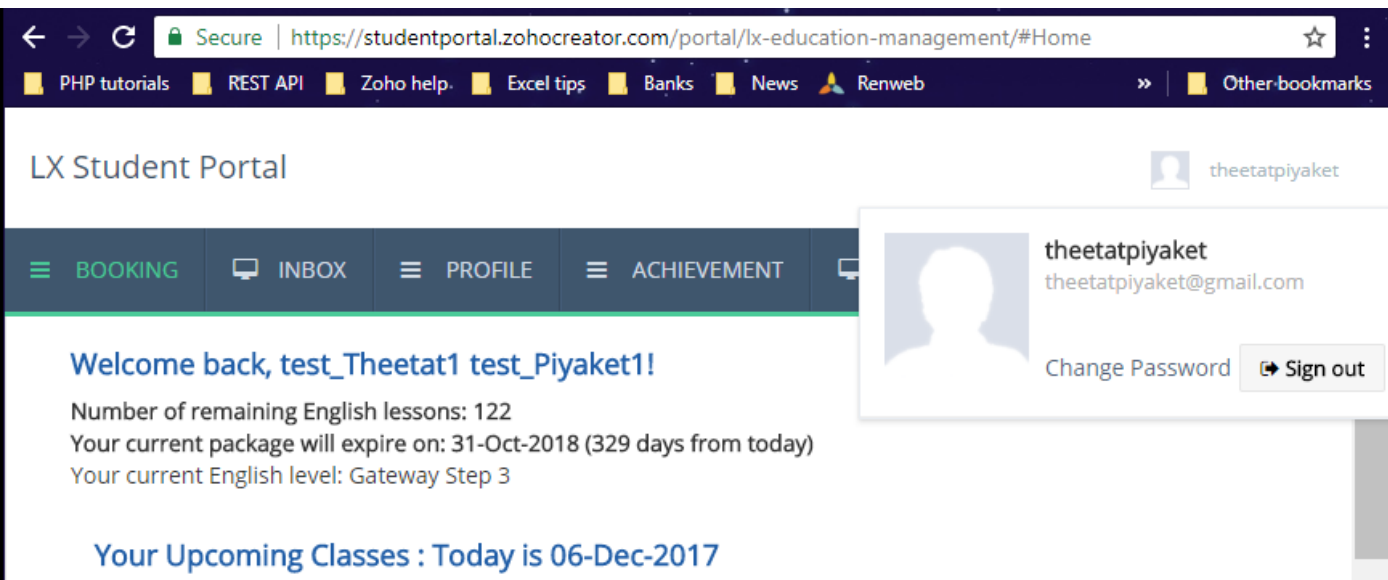 Secure | https://studentportal.zohocreator.com/portal/lx-education-management/#Home
PHP tutorials REST API Zoho help Excel tips Banks News Renweb » Other bookmarks
LX Student Portal theetatpiyaket
BOOKING INBOX PROFILE ACHIEVEMENT
theetatpiyaket
theetatpiyaket@gmail.com
Change Password Sign out
Welcome back, test_Theetat1 test_Piyaket1!
Number of remaining English lessons: 122
Your current package will expire on: 31-Oct-2018 (329 days from today)
Your current English level: Gateway Step 3
Your Upcoming Classes : Today is 06-Dec-2017